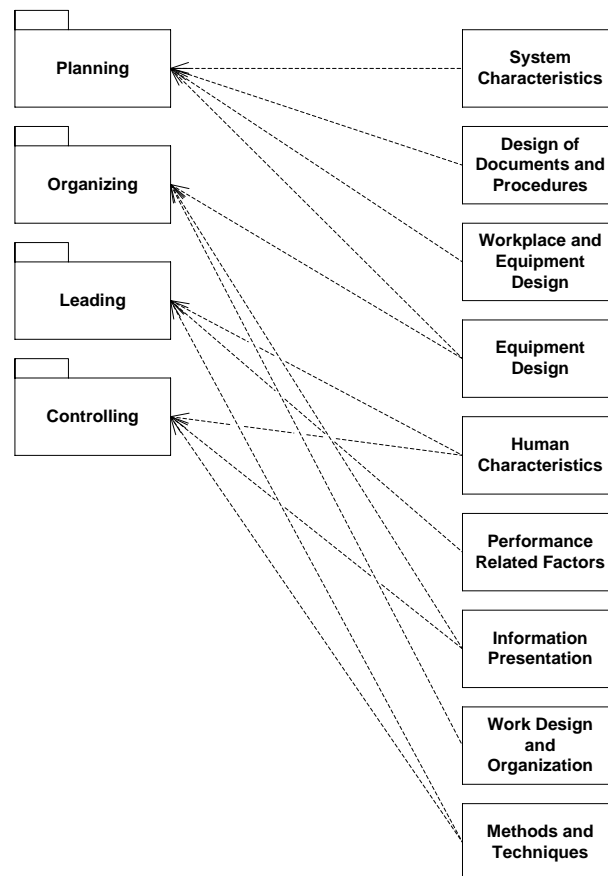 Planning
Organizing
Leading
Controlling
System
Characteristics
Design of
Documents and
Procedures
Workplace and
Equipment
Design
Equipment
Design
Human
Characteristics
Performance
Related Factors
Information
Presentation
Work Design
and
Organization
Methods and
Techniques